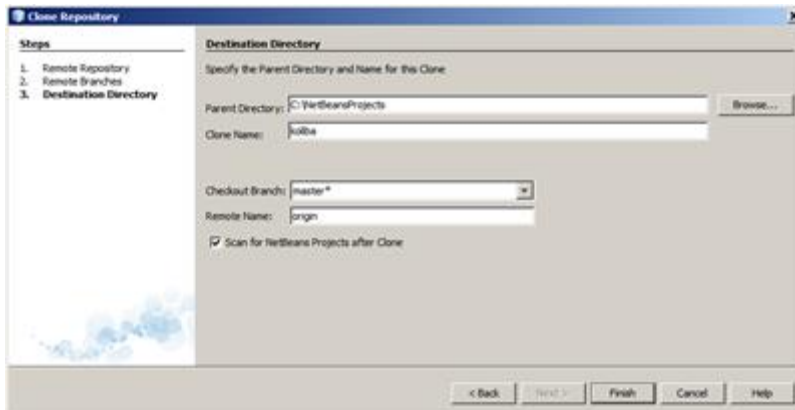 Clone Repository
Steps
1. Remote Repository
2. Remote Branches
3. Destination Directory
Destination Directory
Specify the Parent Directory and Name for this Clone
Parent Directory: C:\NetBeansProjects Browse...
Clone Name: koliba
Checkout Branch: master*
Remote Name: origin
Scan for NetBeans Projects after Clone
< Back Next > Finish Cancel Help